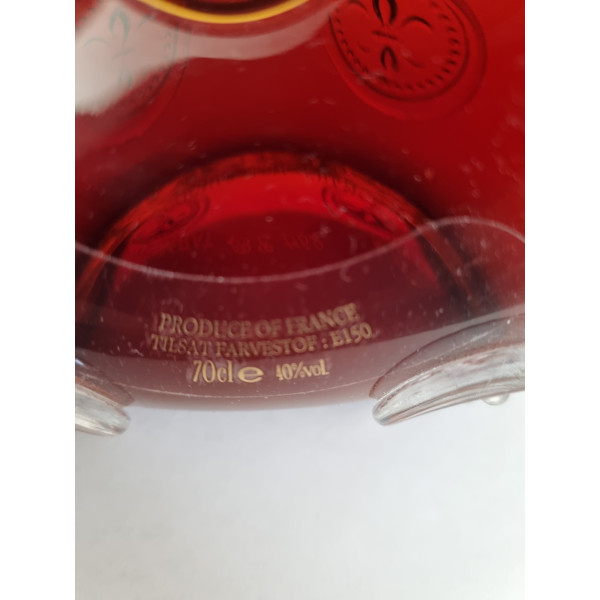 PRODUCE OF FRANCE
TILSAT FARVESTOF : E150
70cl e 40%vol.